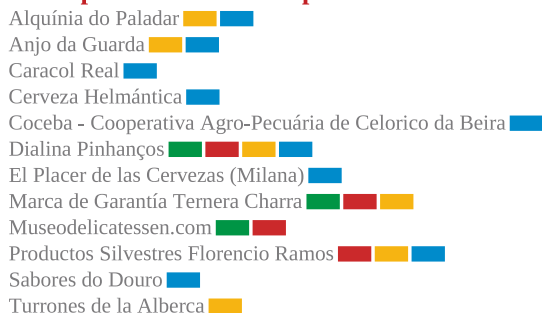 Alquínia do Paladar
Anjo da Guarda
Caracol Real
Cerveza Helmántica
Coceba - Cooperativa Agro-Pecuária de Celorico da Beira
Dialina Pinhanços
El Placer de las Cervezas (Milana)
Marca de Garantía Ternera Charra
Museodelicatessen.com
Productos Silvestres Florencio Ramos
Sabores do Douro
Turrones de la Alberca